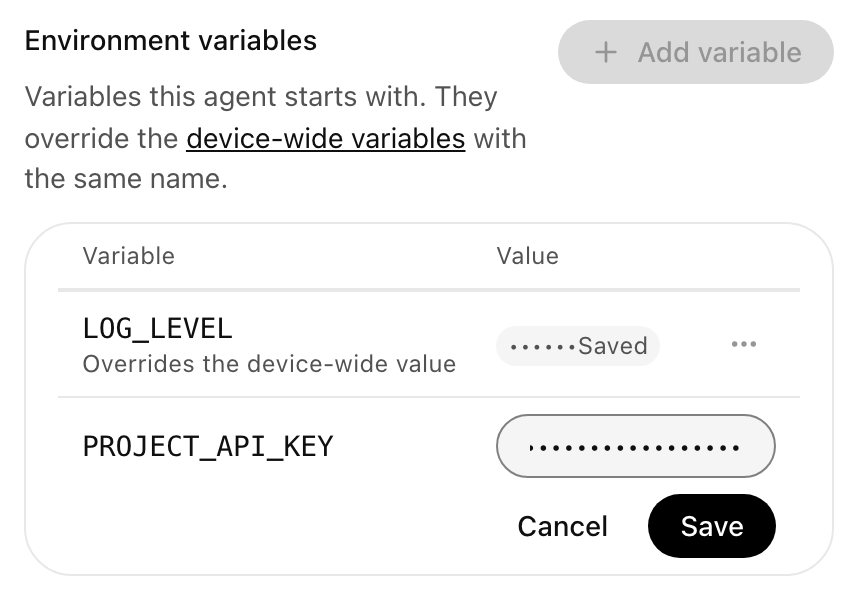 Environment variables
+ Add variable
Variables this agent starts with. They
override the device-wide variables with
the same name.
Variable Value
LOG_LEVEL
Overrides the device-wide value
······Saved
···
PROJECT_API_KEY
·················
Cancel Save